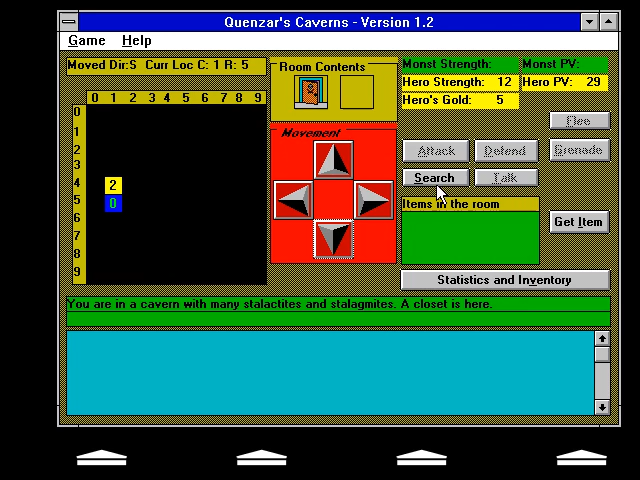 Quenzar's Caverns - Version 1.2
Game Help
Moved Dir:S Curr Loc C: 1 R: 5
Room Contents
Monst Strength: Monst PV:
Hero Strength: 12 Hero PV: 29
Hero's Gold: 5
0 1 2 3 4 5 6 7 8 9
0
1
2
3
4
5
6
7
8
9
2
0
Movement
Flee
Attack Defend Grenade
Search Talk
Items in the room
Get Item
Statistics and Inventory
You are in a cavern with many stalactites and stalagmites. A closet is here.